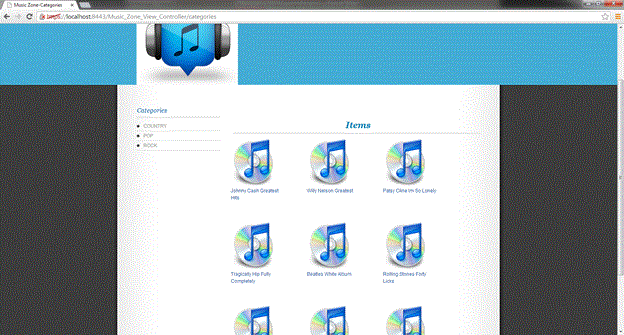 Music Zone-Categories
https://localhost:8443/Music_Zone_View_Controller/categories
Categories
COUNTRY
POP
ROCK
Items
Johnny Cash Greatest
Hits
Willy Nelson Greatest
Patsy Cline Im So Lonely
Tragically Hip Fully
Completely
Beatles White Album
Rolling Stones Forty
Licks